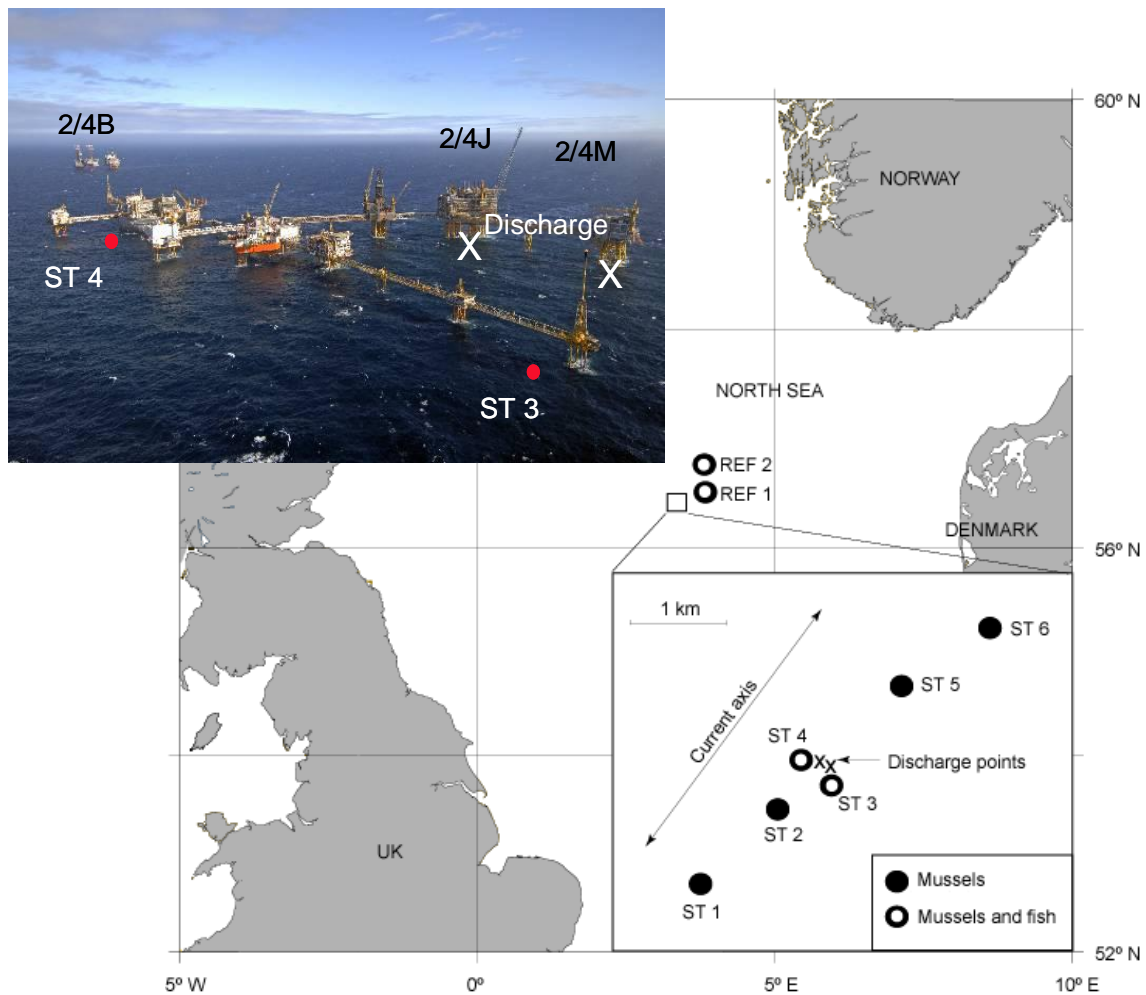 2/4B
2/4J
2/4M
Discharge
X
X
ST 4
ST 3
60º N
NORWAY
NORTH SEA
REF 2
REF 1
DENMARK
56º N
1 km
ST 6
ST 5
Current axis
ST 4
x
x
Discharge points
ST 3
ST 2
UK
Mussels
ST 1
Mussels and fish
52º N
5º W
0º
5º E
10º E